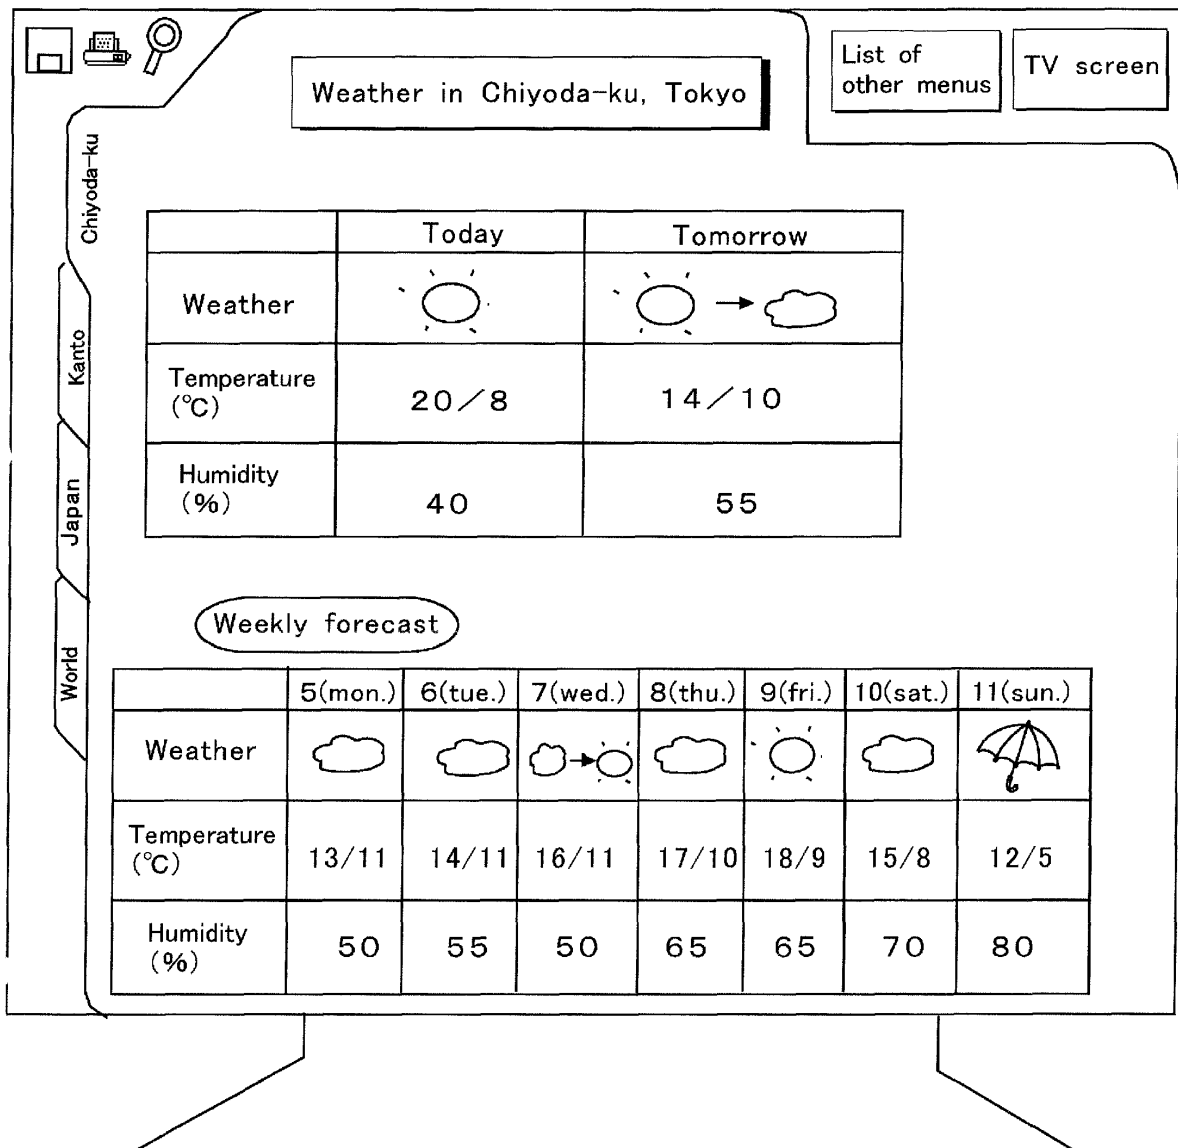 List of
other menus
TV screen
Weather in Chiyoda-ku, Tokyo
Chiyoda-ku
Kanto
Japan
World
Today Tomorrow
Weather
Temperature
(℃) 20/8 14/10
Humidity
(%) 40 55
Weekly forecast
5(mon.) 6(tue.) 7(wed.) 8(thu.) 9(fri.) 10(sat.) 11(sun.)
Weather
Temperature
(℃) 13/11 14/11 16/11 17/10 18/9 15/8 12/5
Humidity
(%) 50 55 50 65 65 70 80